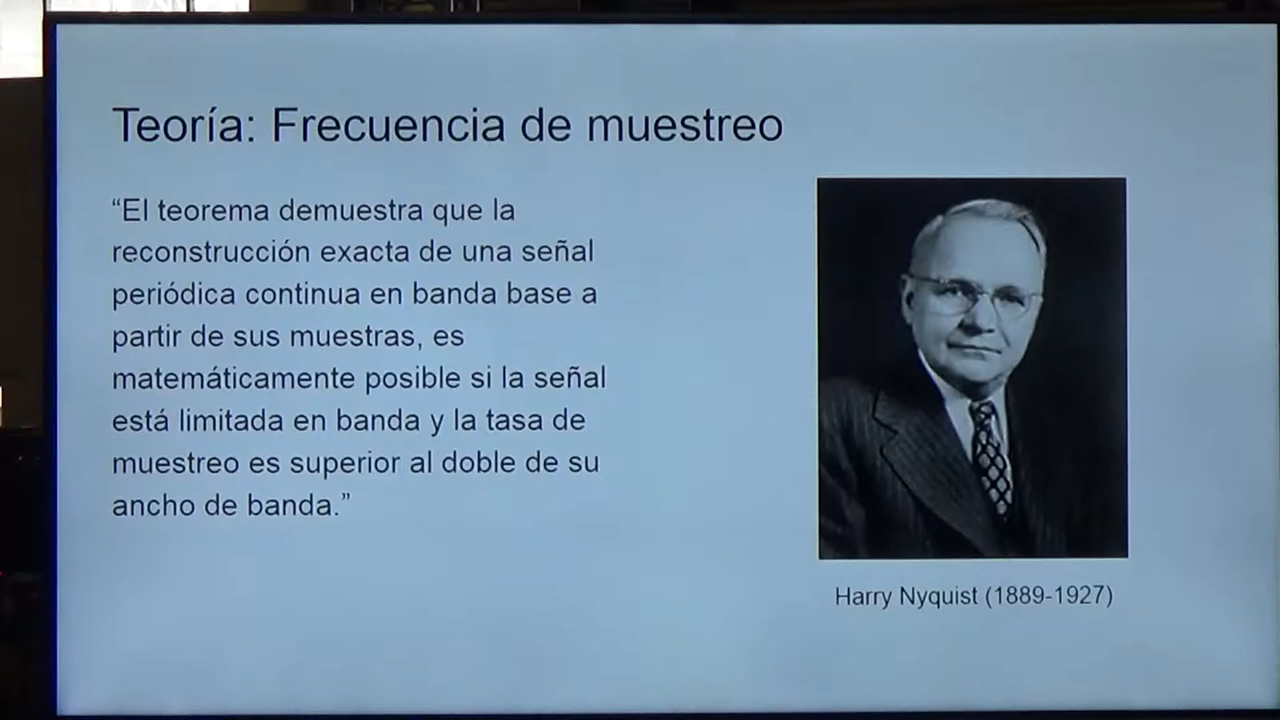 Teoría: Frecuencia de muestreo
“El teorema demuestra que la
reconstrucción exacta de una señal
periódica continua en banda base a
partir de sus muestras, es
matemáticamente posible si la señal
está limitada en banda y la tasa de
muestreo es superior al doble de su
ancho de banda.”
Harry Nyquist (1889-1927)